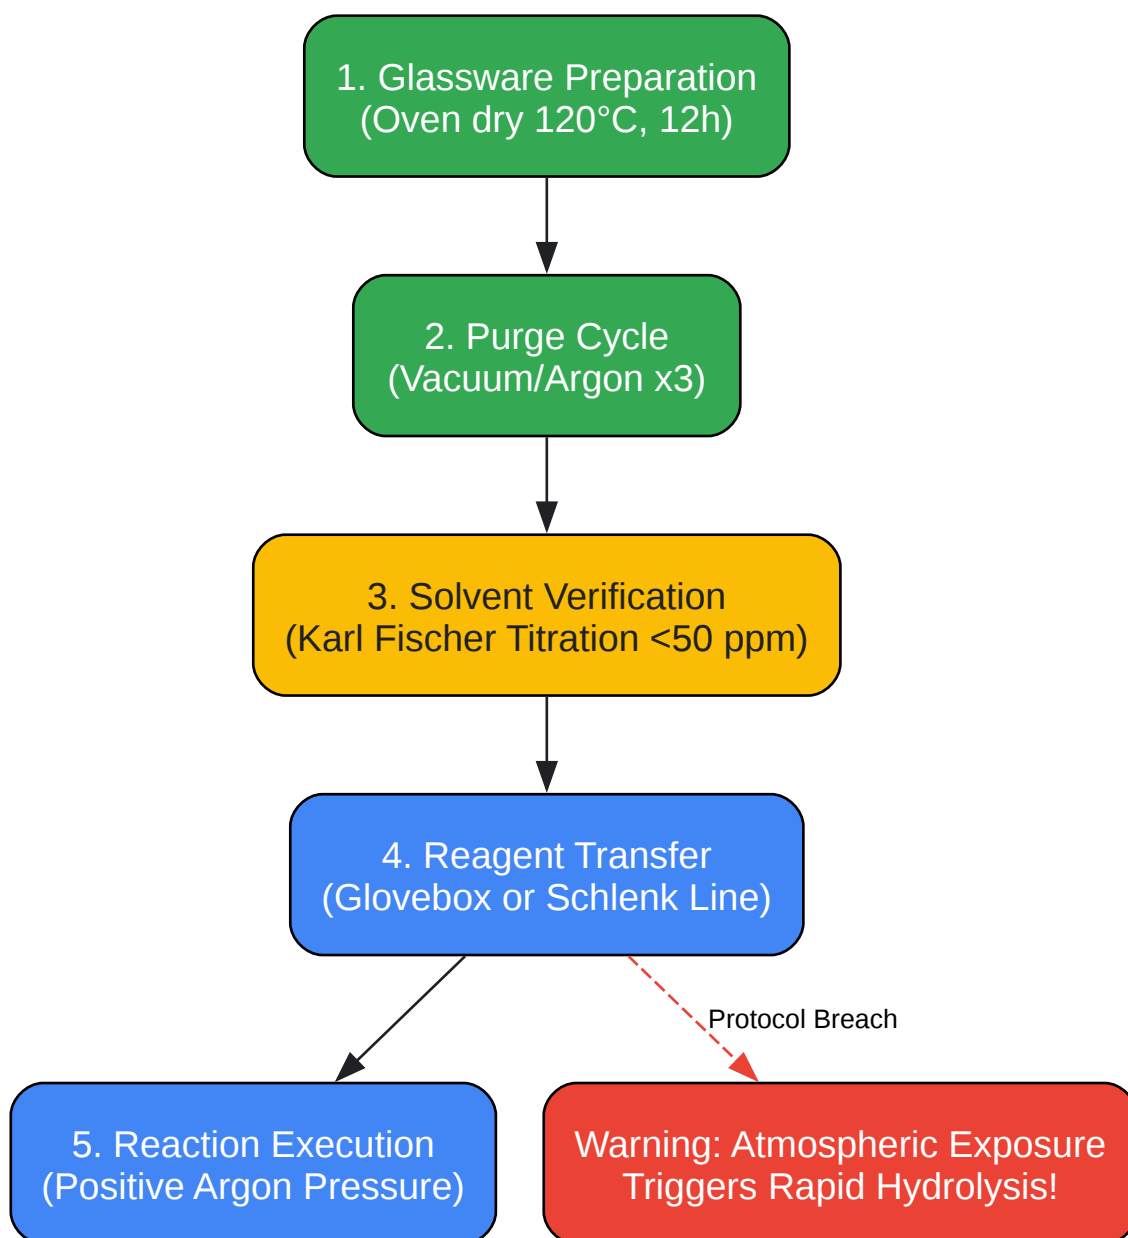 1. Glassware Preparation
(Oven dry 120°C, 12h)
2. Purge Cycle
(Vacuum/Argon x3)
3. Solvent Verification
(Karl Fischer Titration <50 ppm)
4. Reagent Transfer
(Glovebox or Schlenk Line)
Protocol Breach
5. Reaction Execution
(Positive Argon Pressure)
Warning: Atmospheric Exposure
Triggers Rapid Hydrolysis!